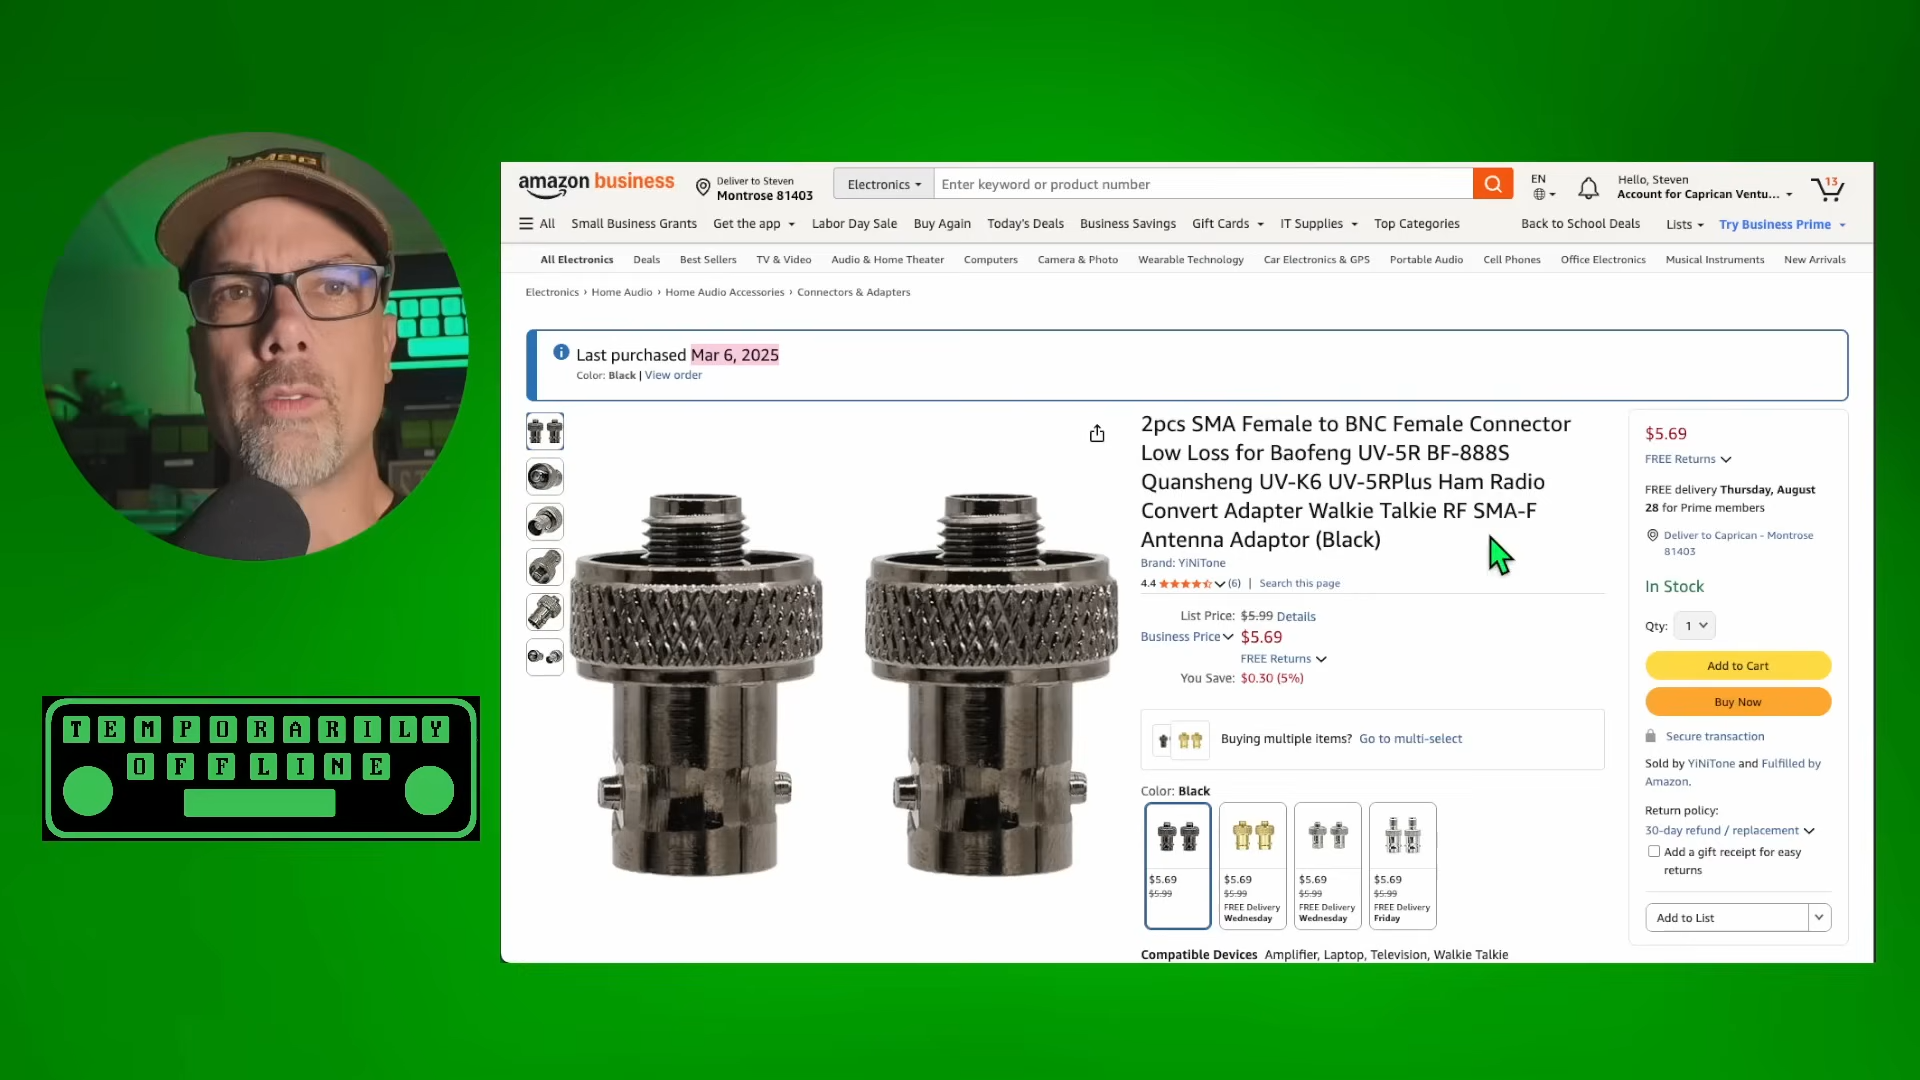 TEMPORARILY
OFFLINE
amazon business
Deliver to Steven
Montrose 81403
Electronics
Enter keyword or product number
EN
Hello, Steven
Account for Caprican Ventu...
13
All
Small Business Grants
Get the app
Labor Day Sale
Buy Again
Today's Deals
Business Savings
Gift Cards
IT Supplies
Top Categories
Back to School Deals
Lists
Try Business Prime
All Electronics
Deals
Best Sellers
TV & Video
Audio & Home Theater
Computers
Camera & Photo
Wearable Technology
Car Electronics & GPS
Portable Audio
Cell Phones
Office Electronics
Musical Instruments
New Arrivals
Electronics › Home Audio › Home Audio Accessories › Connectors & Adapters
Last purchased Mar 6, 2025
Color: Black | View order
2pcs SMA Female to BNC Female Connector
Low Loss for Baofeng UV-5R BF-888S
Quansheng UV-K6 UV-5RPlus Ham Radio
Convert Adapter Walkie Talkie RF SMA-F
Antenna Adaptor (Black)
Brand: YiNiTone
4.4 (6) | Search this page
List Price: $5.99 Details
Business Price $5.69
FREE Returns
You Save: $0.30 (5%)
Buying multiple items? Go to multi-select
Color: Black
$5.69
$5.99
$5.69
$5.99
FREE Delivery
Wednesday
$5.69
$5.99
FREE Delivery
Wednesday
$5.69
$5.99
FREE Delivery
Friday
Compatible Devices Amplifier, Laptop, Television, Walkie Talkie
$5.69
FREE Returns
FREE delivery Thursday, August
28 for Prime members
Deliver to Caprican - Montrose
81403
In Stock
Qty: 1
Add to Cart
Buy Now
Secure transaction
Sold by YiNiTone and Fulfilled by
Amazon.
Return policy:
30-day refund / replacement
Add a gift receipt for easy
returns
Add to List